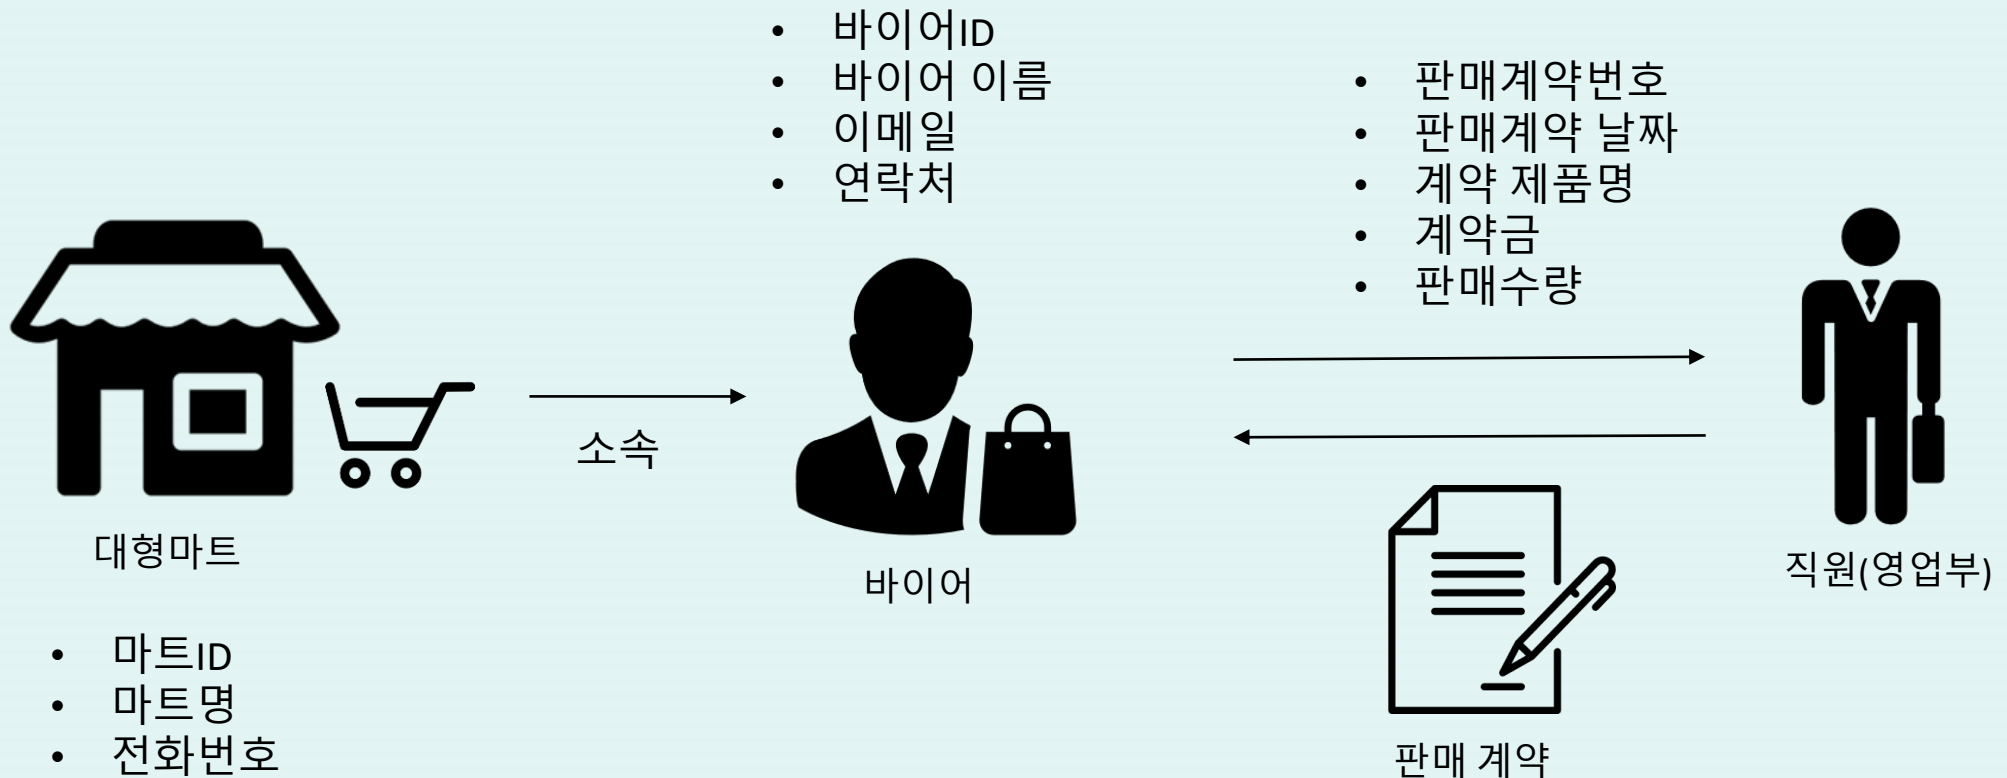 • 바이어ID
• 바이어 이름
• 이메일
• 연락처
• 판매계약번호
• 판매계약 날짜
• 계약 제품명
• 계약금
• 판매수량
소속
대형마트
바이어
직원(영업부)
• 마트ID
• 마트명
• 전화번호
판매 계약